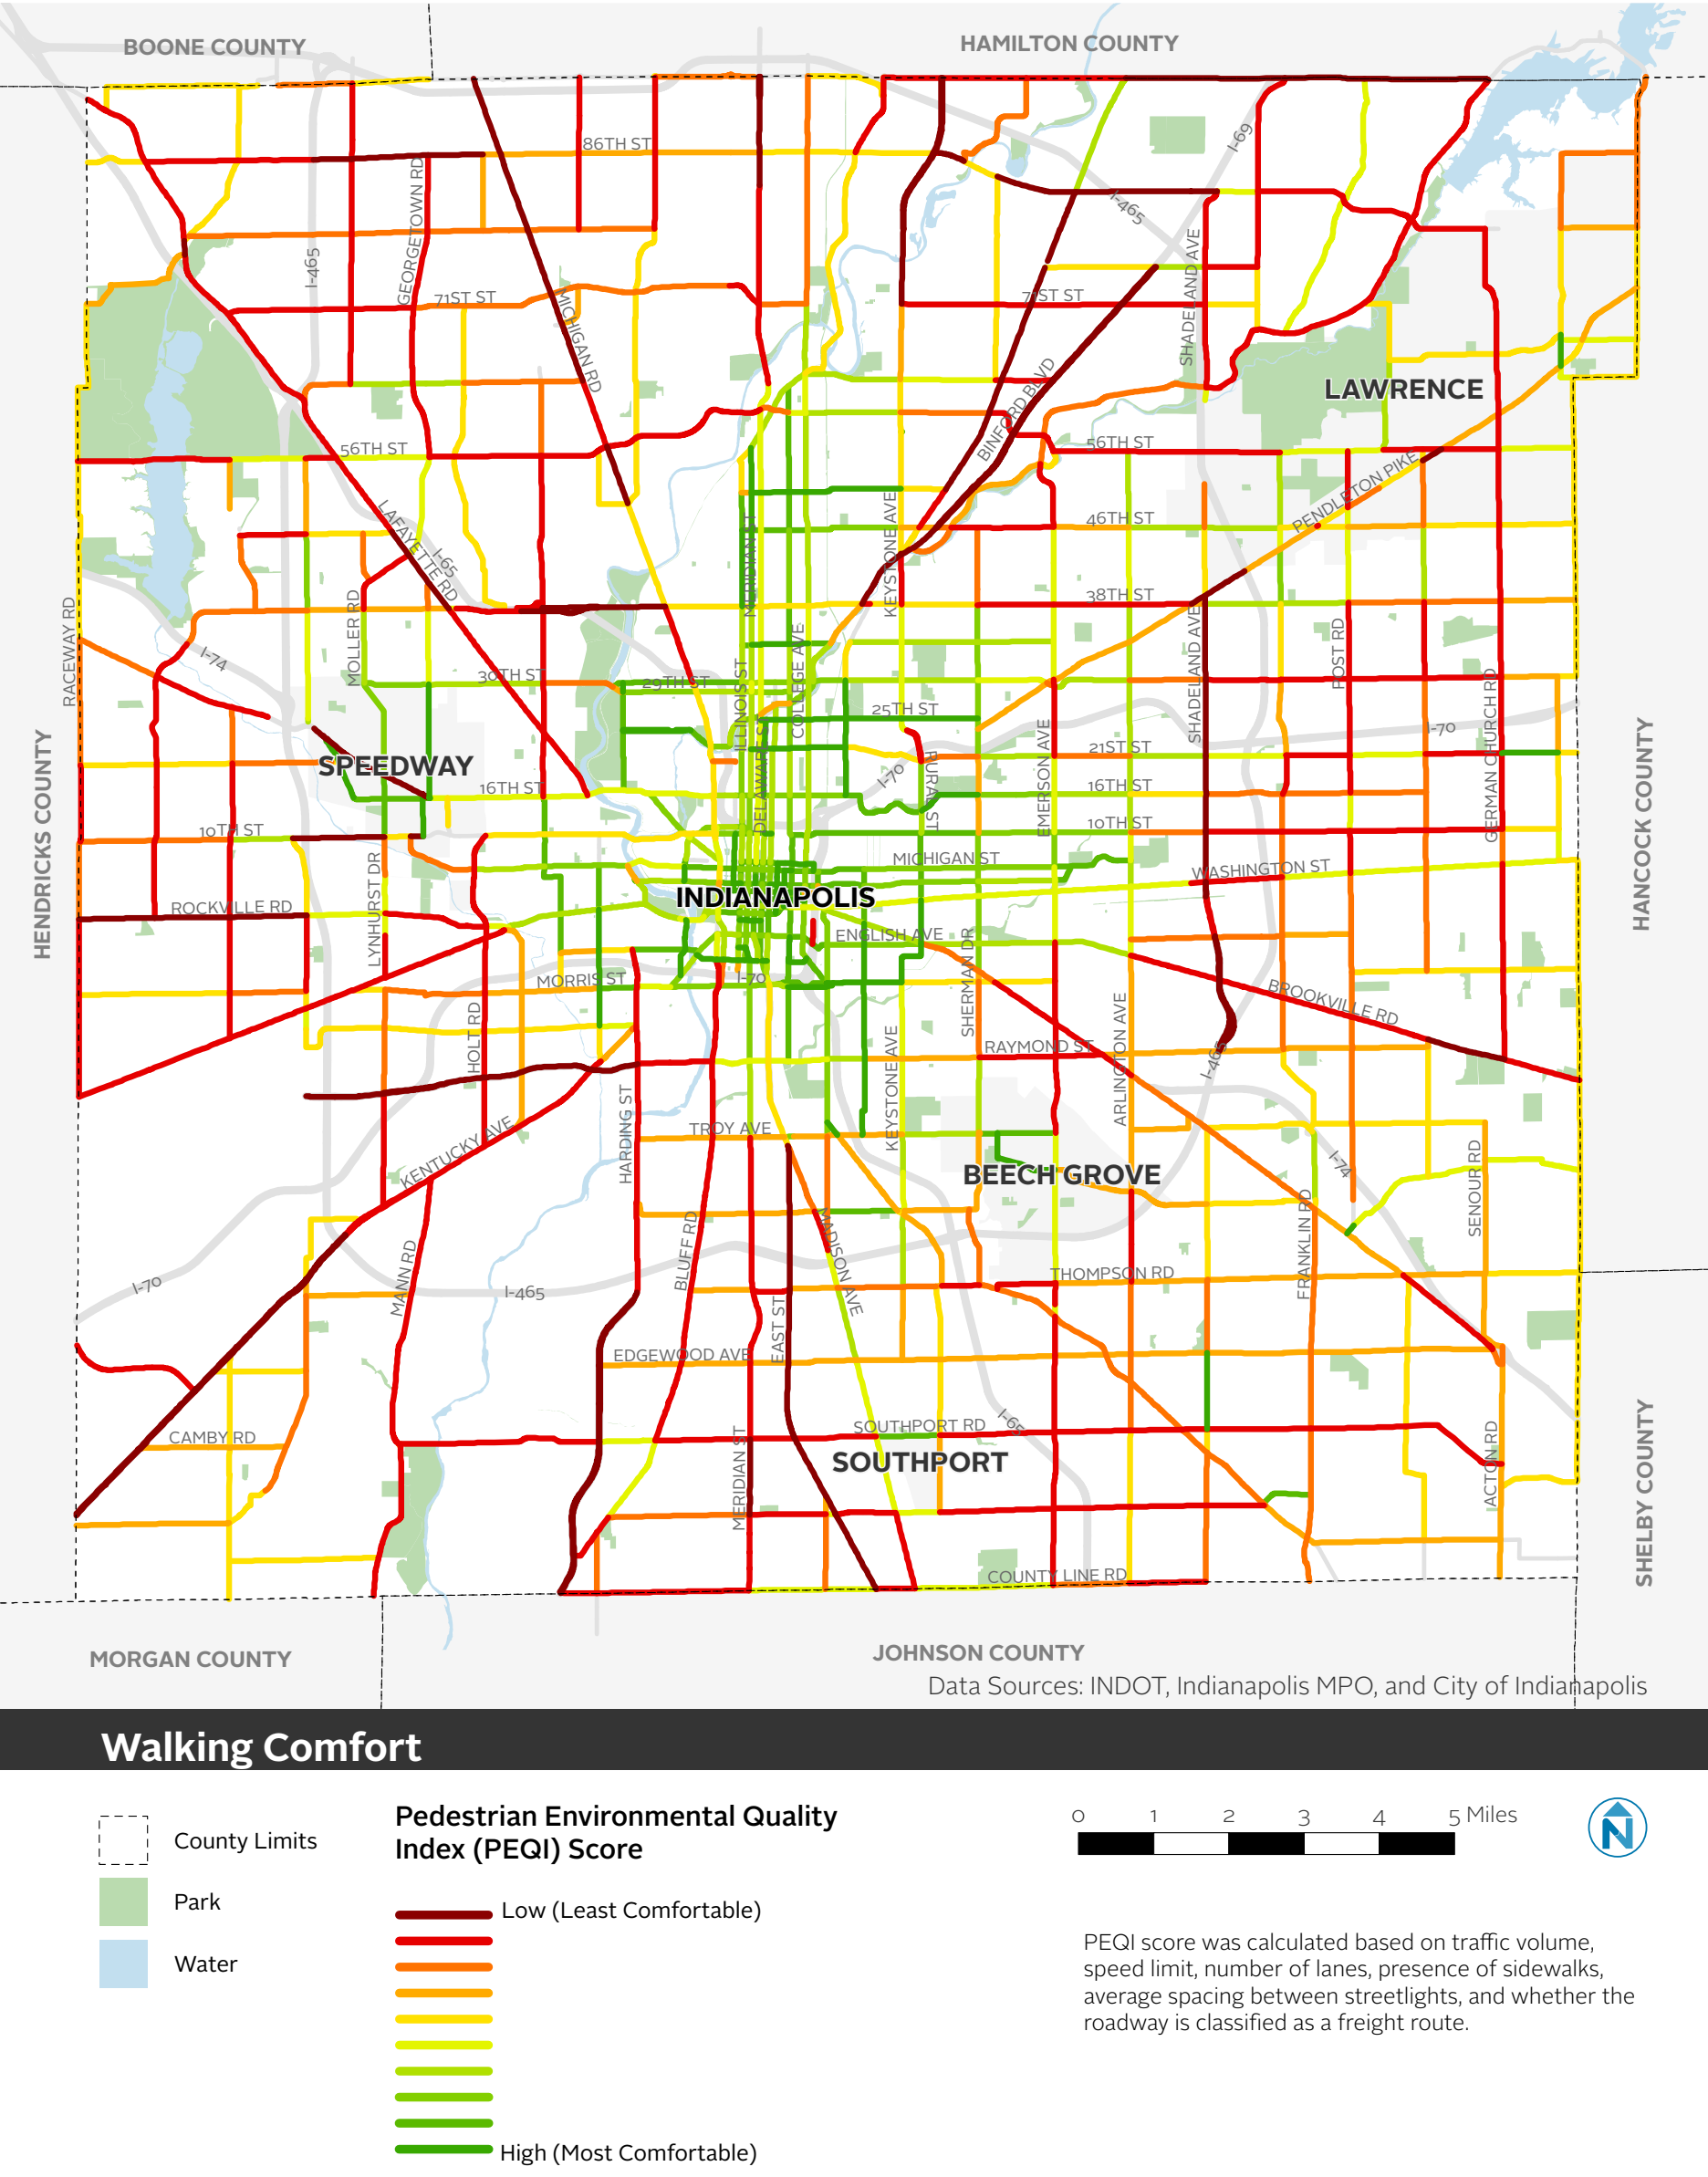 BOONE COUNTY
HAMILTON COUNTY
86TH ST
I-69
GEORGETOWN RD
I-465
I-465
SHADELAND AVE
71ST ST
71ST ST
MICHIGAN RD
BINFORD BLVD
LAWRENCE
56TH ST
56TH ST
PENDLETON PIKE
LAFAYETTE RD
I-65
MERIDIAN ST
KEYSTONE AVE
46TH ST
38TH ST
RACEWAY RD
MOLLER RD
I-74
30TH ST
29TH ST
ILLINOIS ST
COLLEGE AVE
25TH ST
SHADELAND AVE
POST RD
GERMAN CHURCH RD
I-70
HENDRICKS COUNTY
HANCOCK COUNTY
SPEEDWAY
DELAWARE ST
I-70
RURAL ST
EMERSON AVE
21ST ST
16TH ST
16TH ST
10TH ST
10TH ST
MICHIGAN ST
WASHINGTON ST
LYNHURST DR
INDIANAPOLIS
ROCKVILLE RD
ENGLISH AVE
SHERMAN DR
MORRIS ST
I-70
BROOKVILLE RD
HOLT RD
KEYSTONE AVE
RAYMOND ST
ARLINGTON AVE
I-465
HARDING ST
TROY AVE
KENTUCKY AVE
BEECH GROVE
I-74
SENOUR RD
FRANKLIN RD
MANN RD
BLUFF RD
MADISON AVE
I-70
I-465
THOMPSON RD
EAST ST
EDGEWOOD AVE
CAMBY RD
SOUTHPORT RD
I-65
SOUTHPORT
MERIDIAN ST
ACTON RD
SHELBY COUNTY
COUNTY LINE RD
MORGAN COUNTY
JOHNSON COUNTY
Data Sources: INDOT, Indianapolis MPO, and City of Indianapolis
Walking Comfort
County Limits
Park
Water
Pedestrian Environmental Quality
Index (PEQI) Score
Low (Least Comfortable)
High (Most Comfortable)
0 1 2 3 4 5 Miles
N
PEQI score was calculated based on traffic volume,
speed limit, number of lanes, presence of sidewalks,
average spacing between streetlights, and whether the
roadway is classified as a freight route.